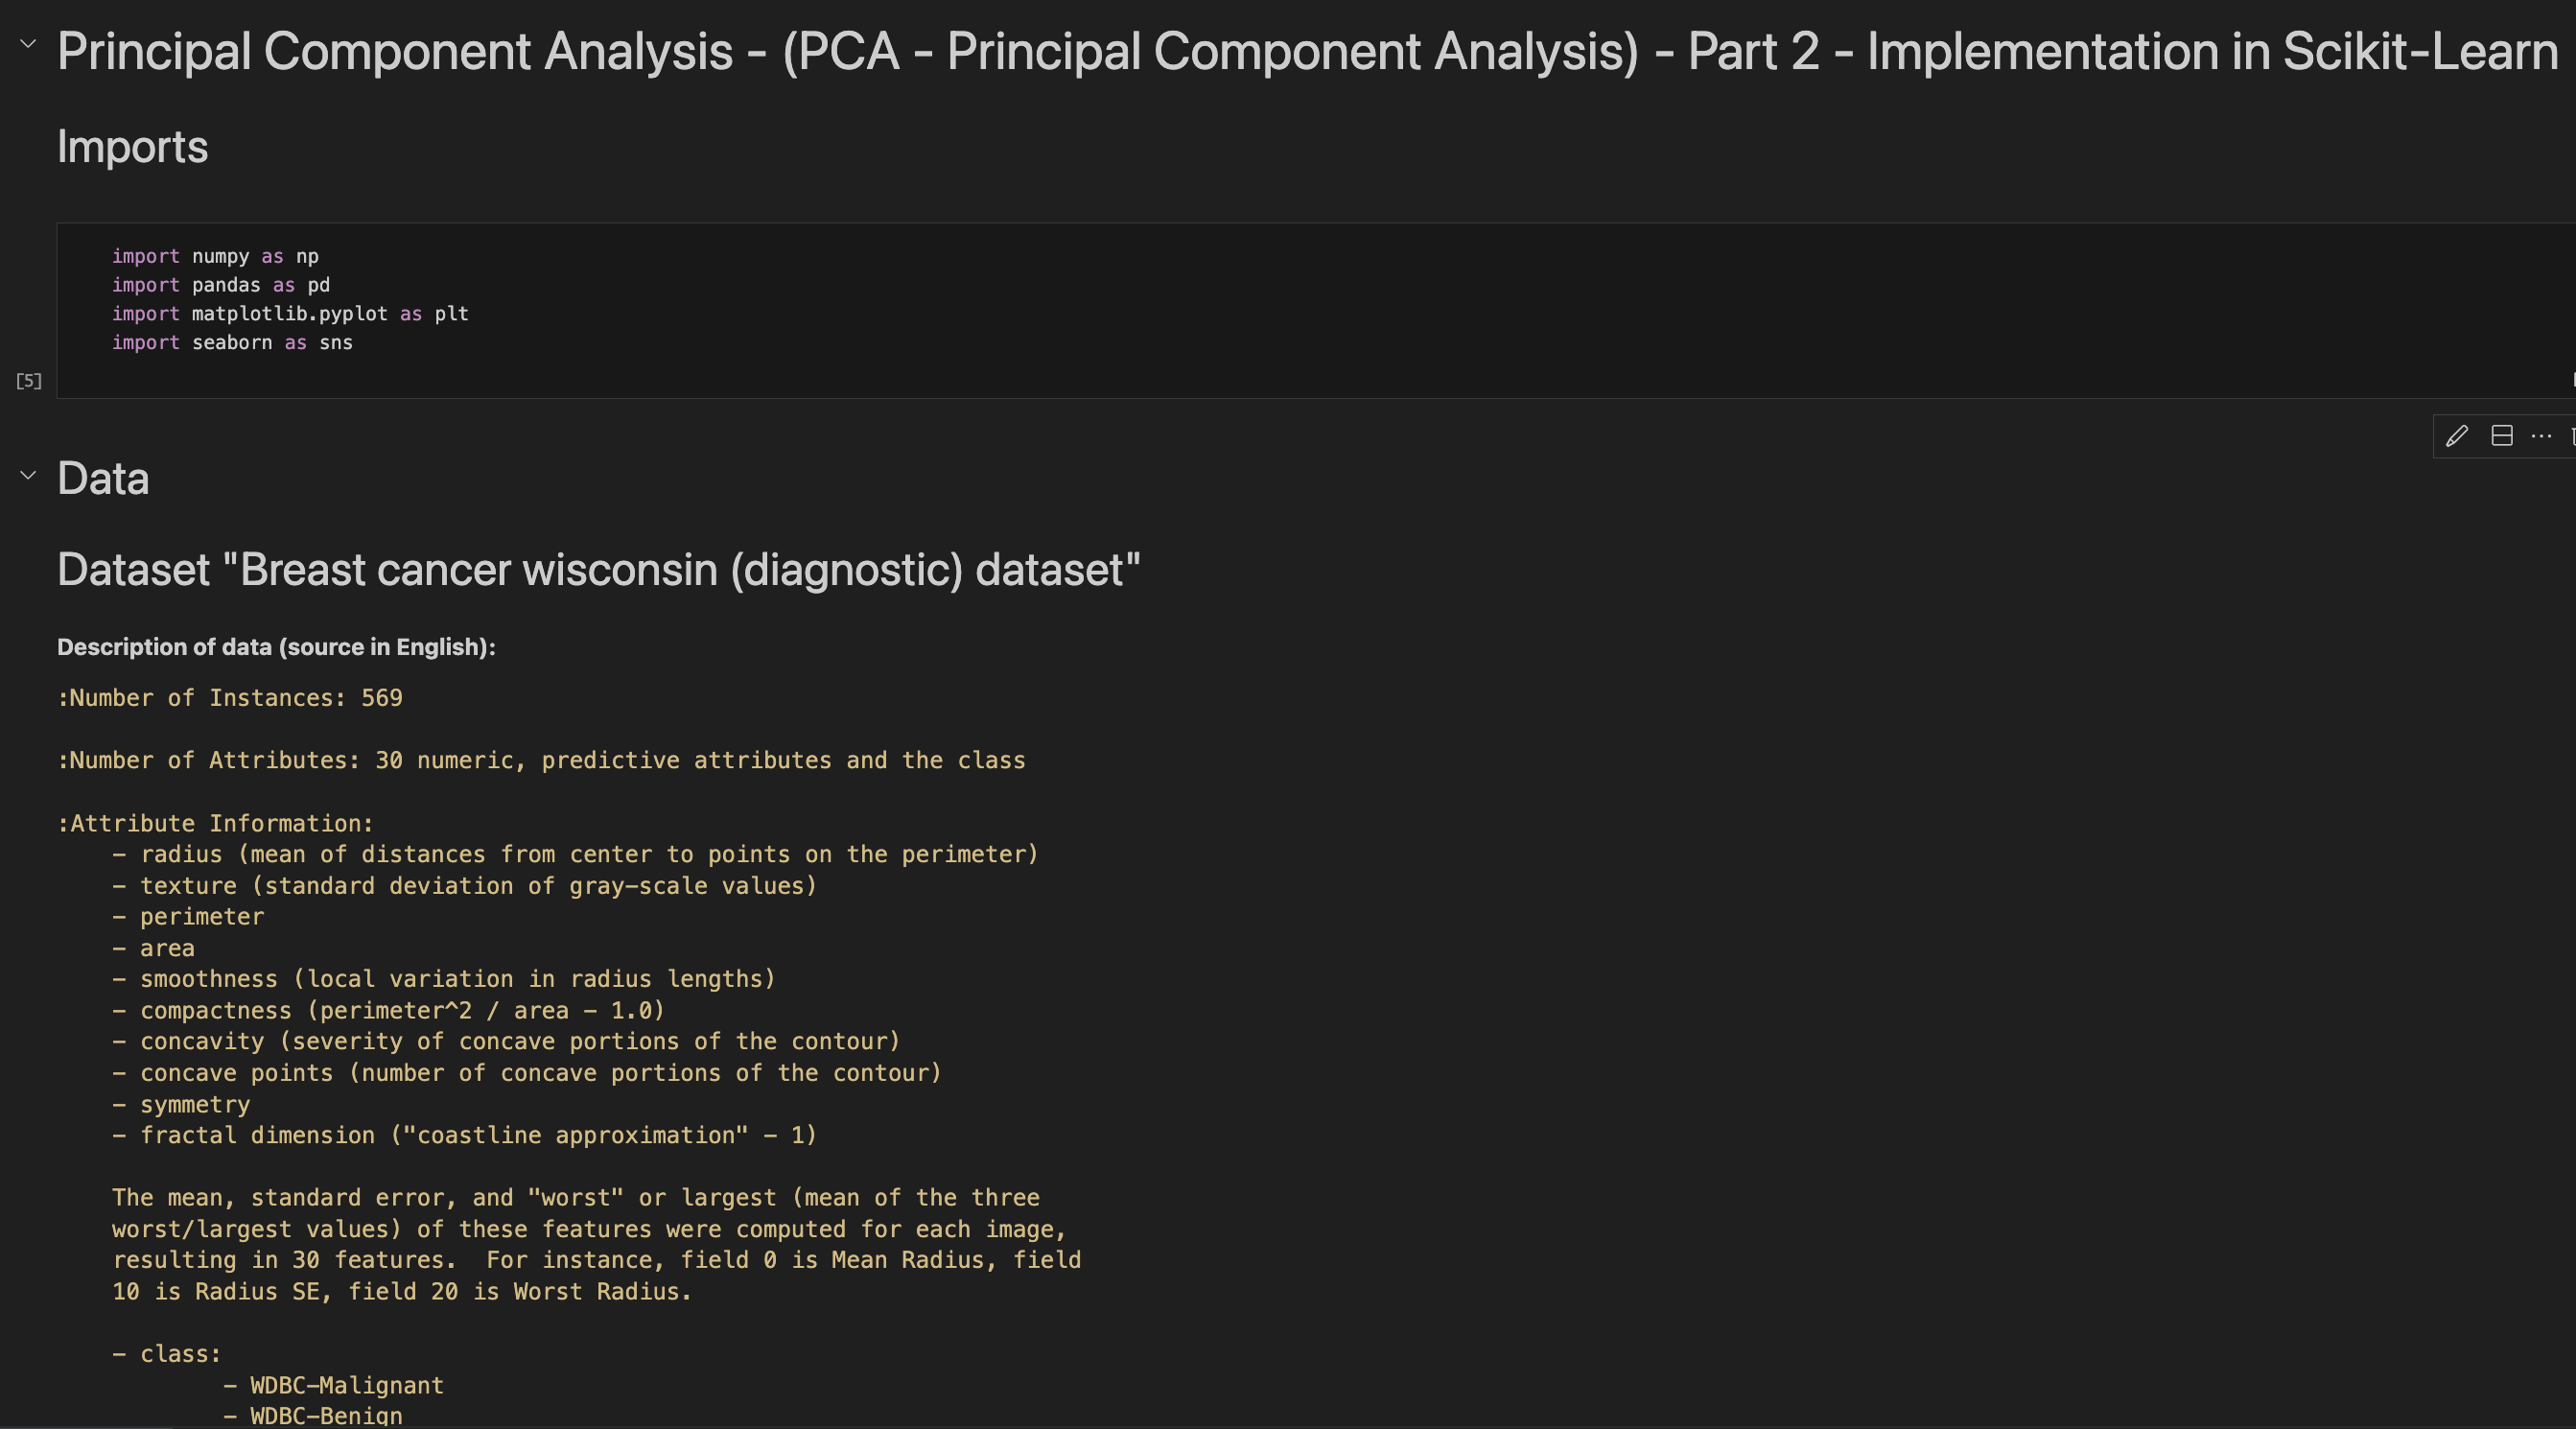 Principal Component Analysis - (PCA - Principal Component Analysis) - Part 2 - Implementation in Scikit-Learn
Imports
import numpy as np
import pandas as pd
import matplotlib.pyplot as plt
import seaborn as sns
[5]
Data
Dataset "Breast cancer wisconsin (diagnostic) dataset"
Description of data (source in English):
:Number of Instances: 569
:Number of Attributes: 30 numeric, predictive attributes and the class
:Attribute Information:
- radius (mean of distances from center to points on the perimeter)
- texture (standard deviation of gray-scale values)
- perimeter
- area
- smoothness (local variation in radius lengths)
- compactness (perimeter^2 / area - 1.0)
- concavity (severity of concave portions of the contour)
- concave points (number of concave portions of the contour)
- symmetry
- fractal dimension ("coastline approximation" - 1)
The mean, standard error, and "worst" or largest (mean of the three
worst/largest values) of these features were computed for each image,
resulting in 30 features.  For instance, field 0 is Mean Radius, field
10 is Radius SE, field 20 is Worst Radius.
- class:
- WDBC-Malignant
- WDBC-Benign